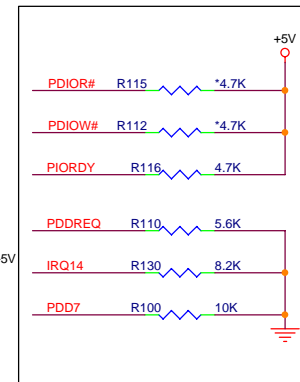 +5V
PDIOR# R115 *4.7K
PDIOW# R112 *4.7K
PIORDY R116 4.7K
PDDREQ R110 5.6K
5V
IRQ14 R130 8.2K
PDD7 R100 10K